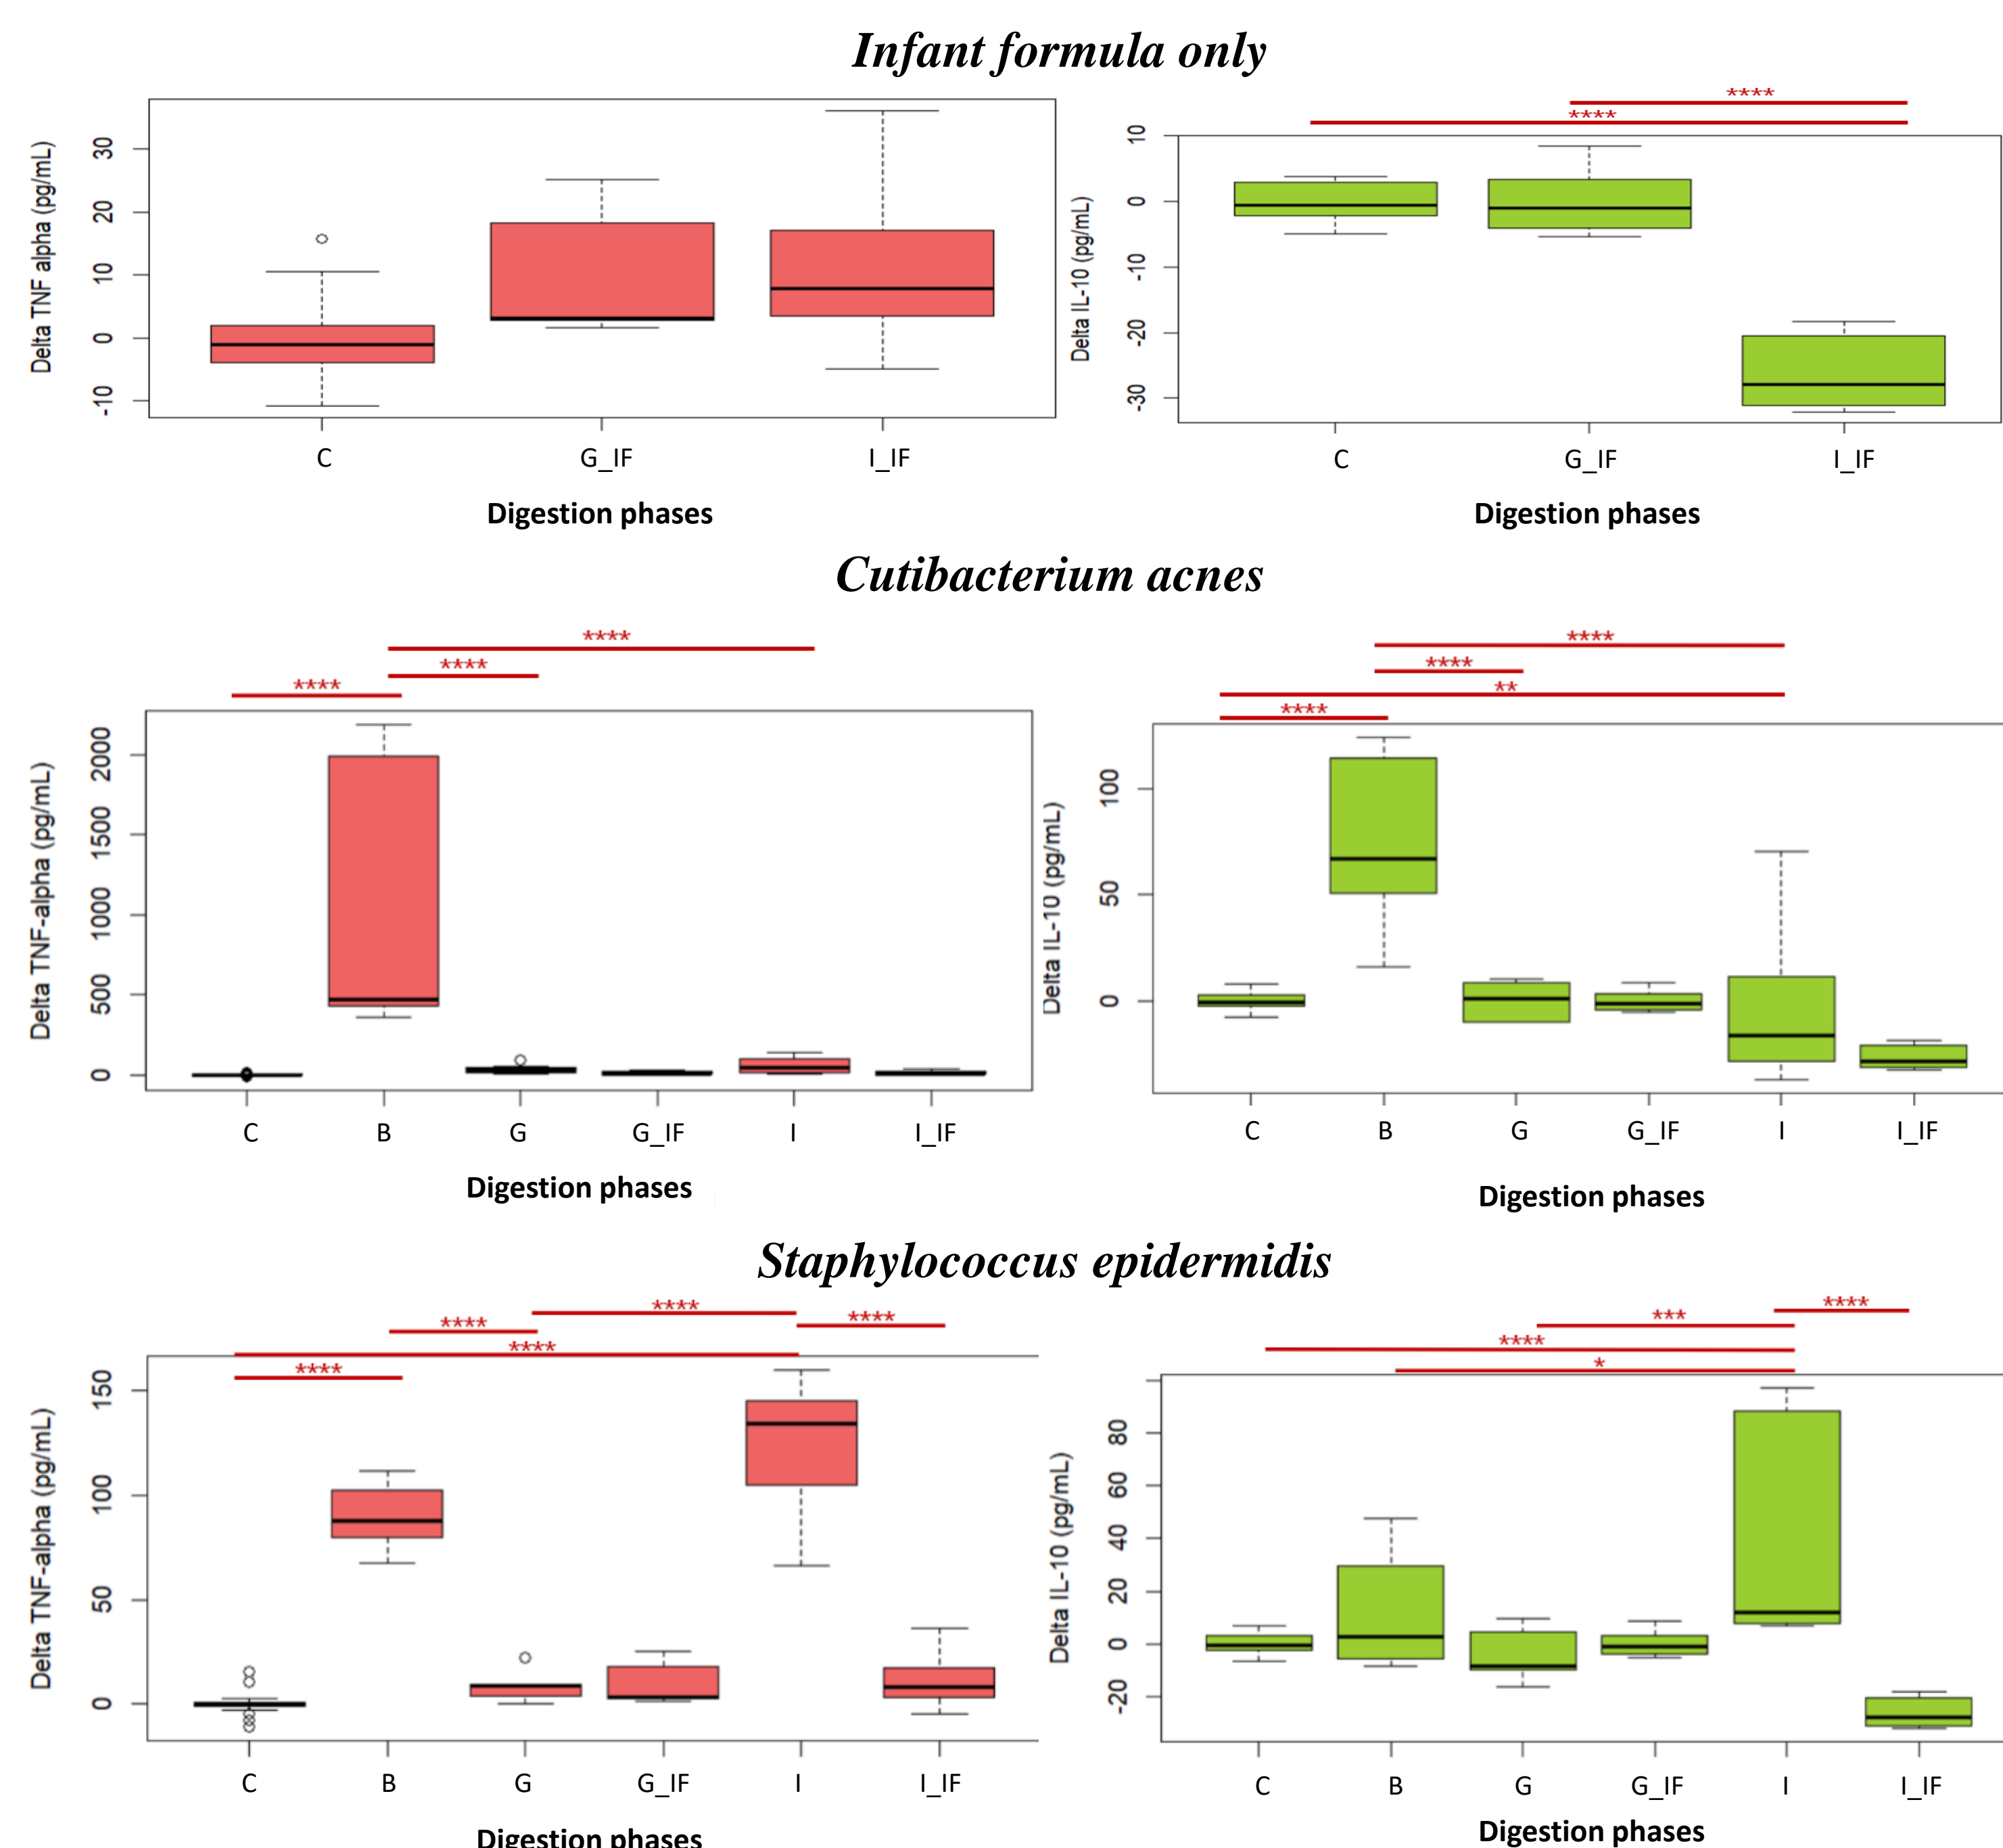 Infant formula only
Delta TNF alpha (pg/mL)
30
20
10
0
-10
C G_IF I_IF
Digestion phases
****
****
Delta IL-10 (pg/mL)
10
0
-10
-20
-30
C G_IF I_IF
Digestion phases
Cutibacterium acnes
****
****
****
Delta TNF-alpha (pg/mL)
2000
1500
1000
500
0
C B G G_IF I I_IF
Digestion phases
****
****
**
****
Delta IL-10 (pg/mL)
100
50
0
C B G G_IF I I_IF
Digestion phases
Staphylococcus epidermidis
****
****
****
****
****
Delta TNF-alpha (pg/mL)
150
100
50
0
C B G G_IF I I_IF
Digestion phases
****
***
****
*
Delta IL-10 (pg/mL)
80
60
40
20
0
-20
C B G G_IF I I_IF
Digestion phases